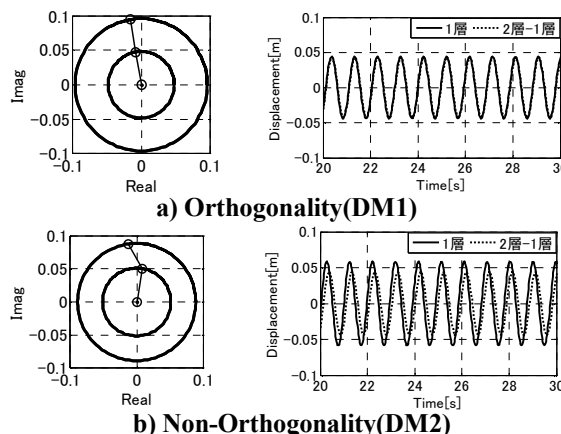 0.1
0.05
0
−0.05
−0.1
−0.1 0 0.1
Imag
Real
0.1
0.05
0
−0.05
−0.1
20 22 24 26 28 30
Displacement[m]
Time[s]
1層 2層−1層
a) Orthogonality(DM1)
0.1
0.05
0
−0.05
−0.1
−0.1 0 0.1
Imag
Real
0.1
0.05
0
−0.05
−0.1
20 22 24 26 28 30
Displacement[m]
Time[s]
1層 2層−1層
b) Non-Orthogonality(DM2)